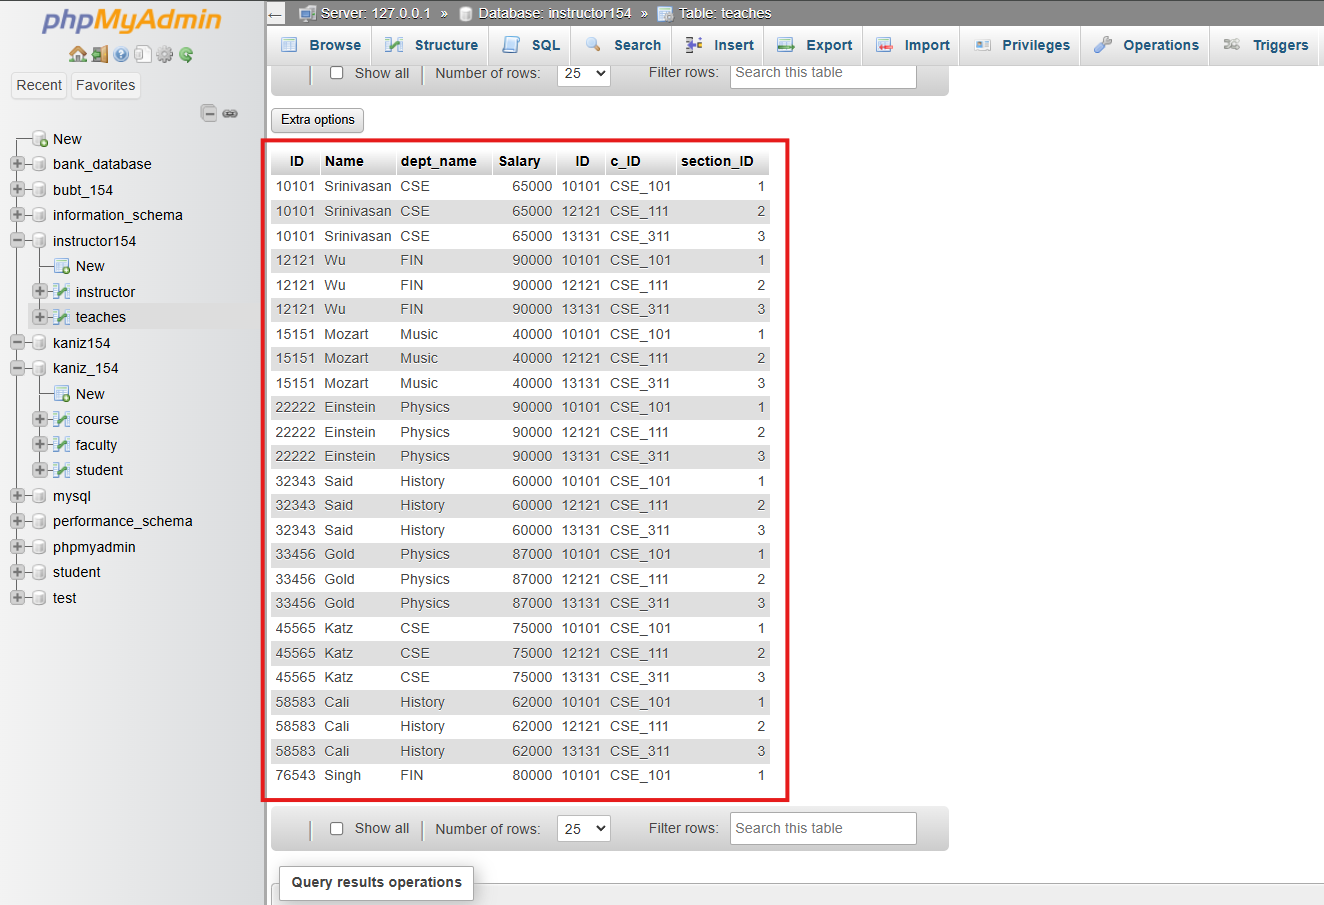 phpMyAdmin
Recent Favorites
New
bank_database
bubt_154
information_schema
instructor154
New
instructor
teaches
kaniz154
kaniz_154
New
course
faculty
student
mysql
performance_schema
phpmyadmin
student
test
Server: 127.0.0.1 » Database: instructor154 » Table: teaches
Browse Structure SQL Search Insert Export Import Privileges Operations Triggers
Show all Number of rows: 25 Filter rows: Search this table
Extra options
ID Name dept_name Salary ID c_ID section_ID
10101 Srinivasan CSE 65000 10101 CSE_101 1
10101 Srinivasan CSE 65000 12121 CSE_111 2
10101 Srinivasan CSE 65000 13131 CSE_311 3
12121 Wu FIN 90000 10101 CSE_101 1
12121 Wu FIN 90000 12121 CSE_111 2
12121 Wu FIN 90000 13131 CSE_311 3
15151 Mozart Music 40000 10101 CSE_101 1
15151 Mozart Music 40000 12121 CSE_111 2
15151 Mozart Music 40000 13131 CSE_311 3
22222 Einstein Physics 90000 10101 CSE_101 1
22222 Einstein Physics 90000 12121 CSE_111 2
22222 Einstein Physics 90000 13131 CSE_311 3
32343 Said History 60000 10101 CSE_101 1
32343 Said History 60000 12121 CSE_111 2
32343 Said History 60000 13131 CSE_311 3
33456 Gold Physics 87000 10101 CSE_101 1
33456 Gold Physics 87000 12121 CSE_111 2
33456 Gold Physics 87000 13131 CSE_311 3
45565 Katz CSE 75000 10101 CSE_101 1
45565 Katz CSE 75000 12121 CSE_111 2
45565 Katz CSE 75000 13131 CSE_311 3
58583 Cali History 62000 10101 CSE_101 1
58583 Cali History 62000 12121 CSE_111 2
58583 Cali History 62000 13131 CSE_311 3
76543 Singh FIN 80000 10101 CSE_101 1
Show all Number of rows: 25 Filter rows: Search this table
Query results operations